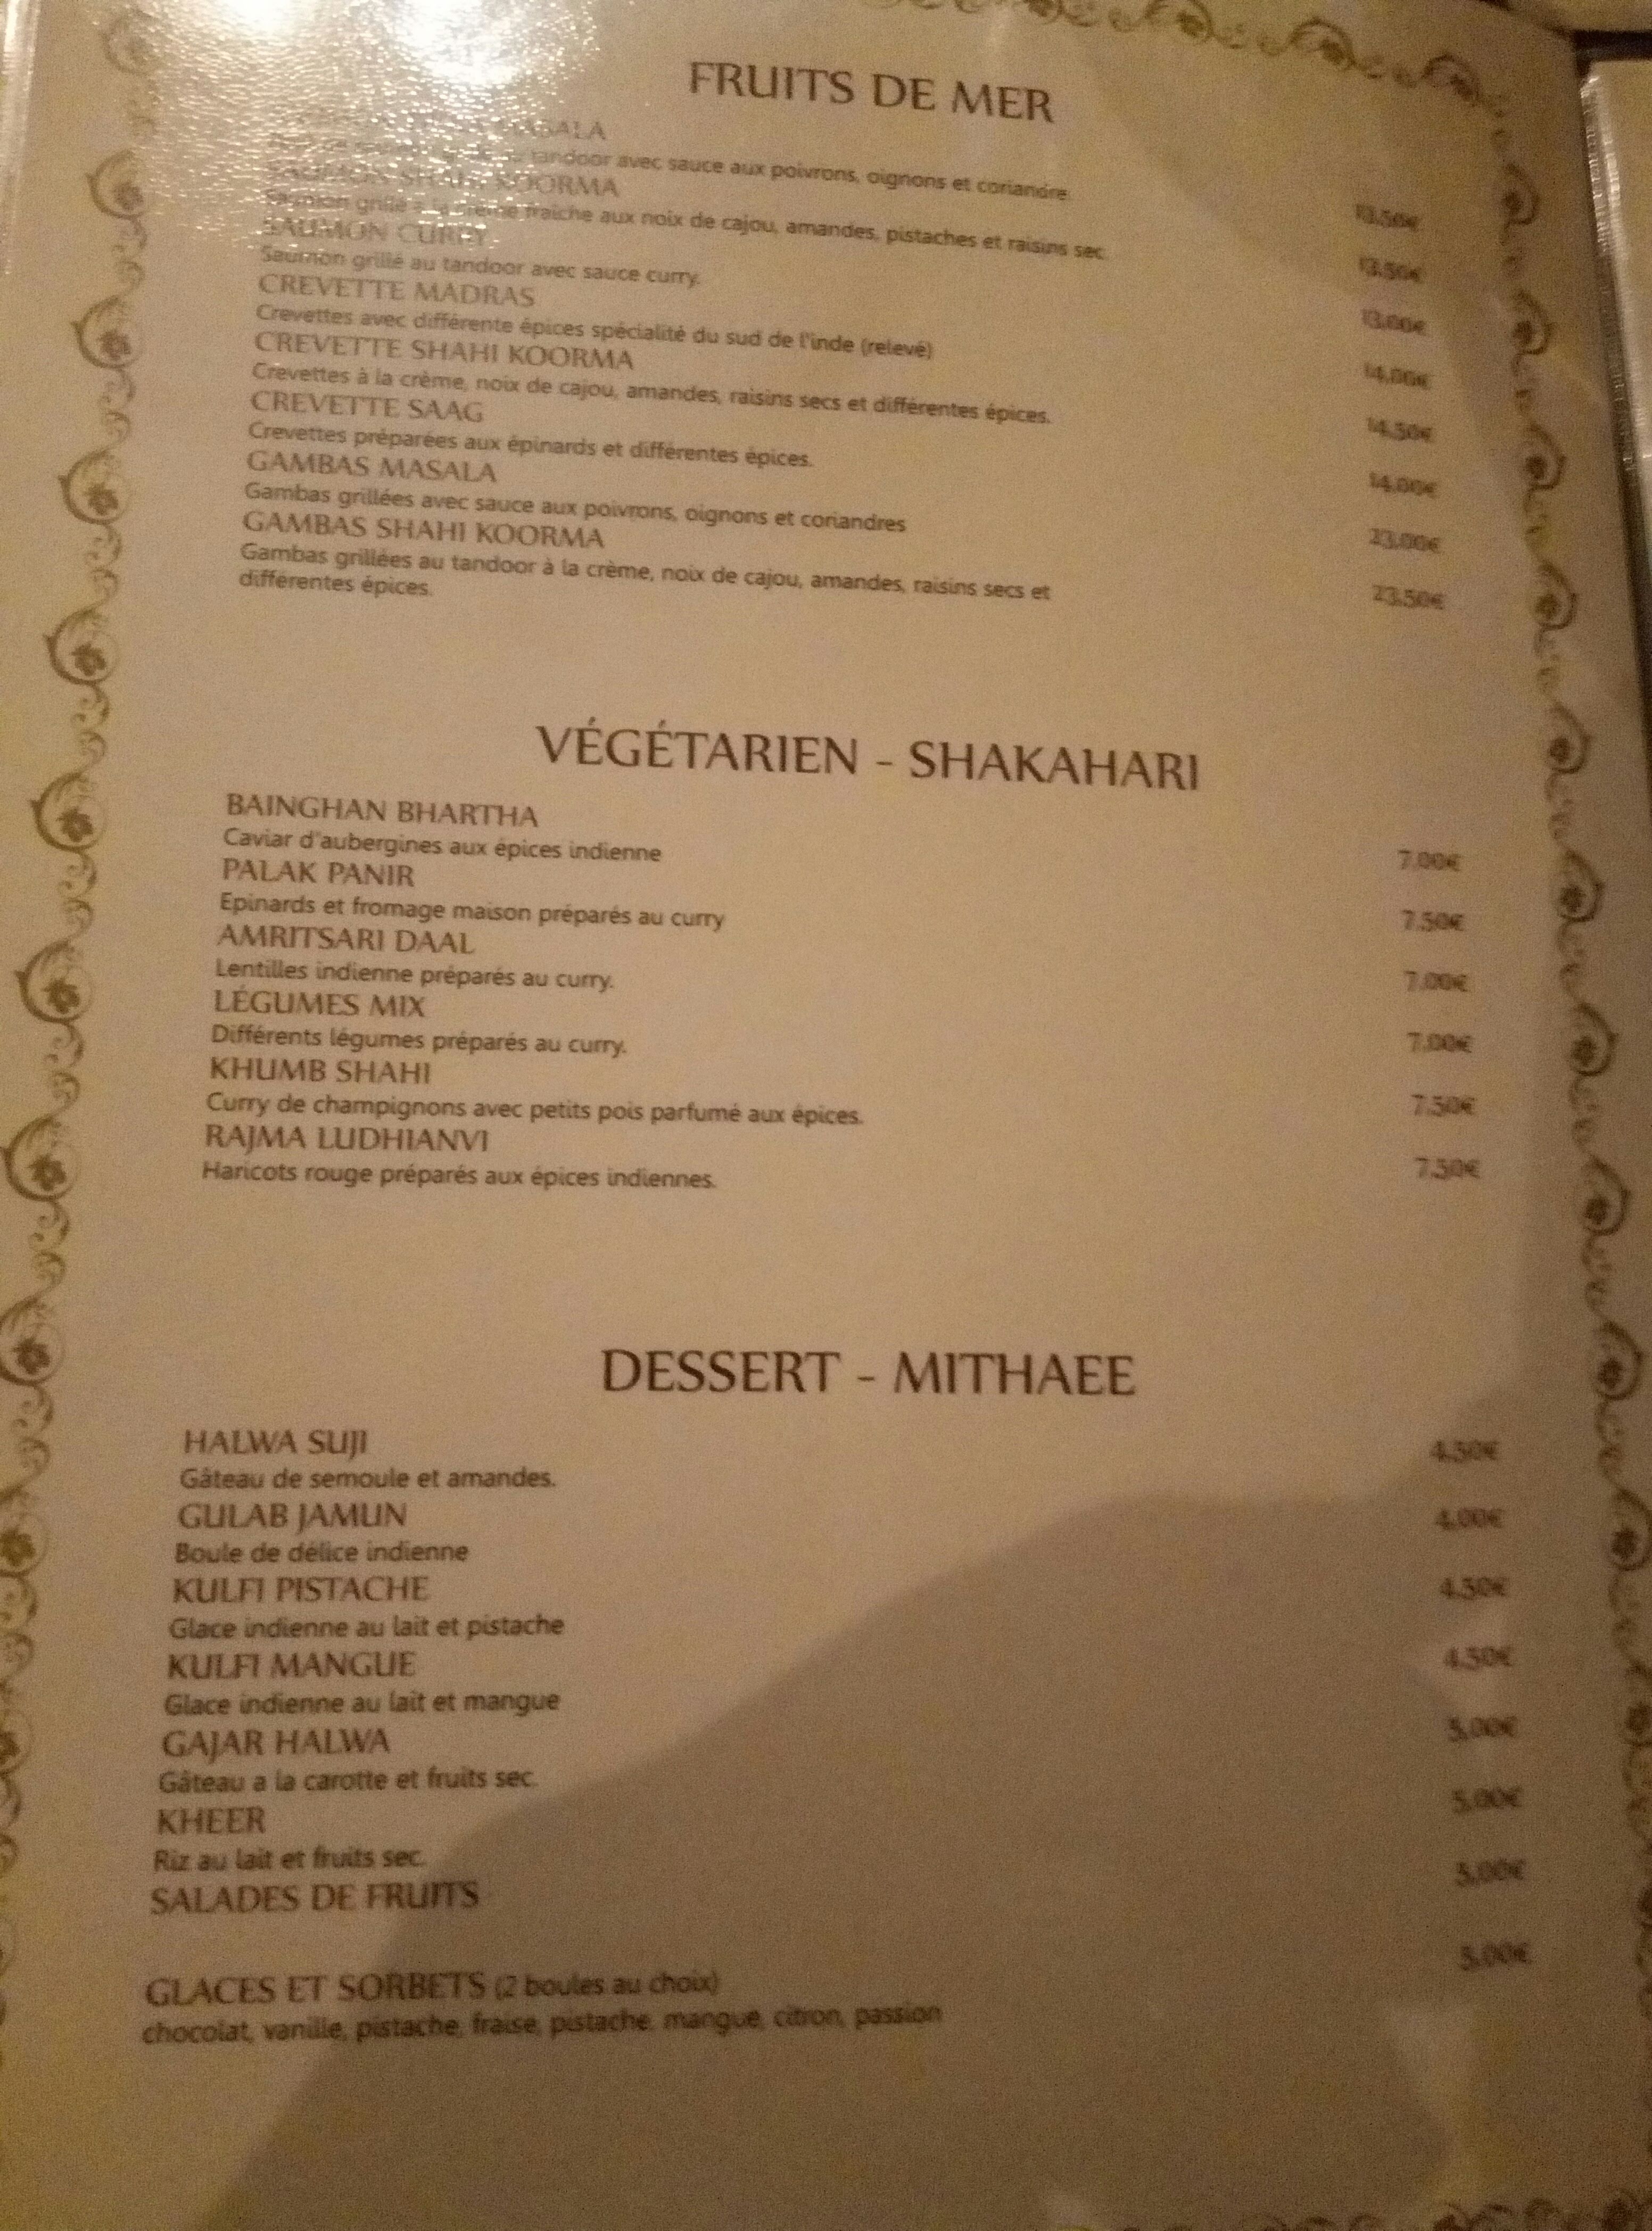 FRUITS DE MER
MASALA
tandoor avec sauce aux poivrons, oignons et coriandre.
13.50€
SAUMON SHAHI KOORMA
Saumon grillé à la crème fraîche aux noix de cajou, amandes, pistaches et raisins sec.
13.50€
SAUMON CURRY
Saumon grillé au tandoor avec sauce curry.
13.00€
CREVETTE MADRAS
Crevettes avec différente épices spécialité du sud de l'inde (relevé)
14.00€
CREVETTE SHAHI KOORMA
Crevettes à la crème, noix de cajou, amandes, raisins secs et différentes épices.
14.50€
CREVETTE SAAG
Crevettes préparées aux épinards et différentes épices.
14.00€
GAMBAS MASALA
Gambas grillées avec sauce aux poivrons, oignons et coriandres
23.00€
GAMBAS SHAHI KOORMA
Gambas grillées au tandoor à la crème, noix de cajou, amandes, raisins secs et
différentes épices.
23.50€
VÉGÉTARIEN - SHAKAHARI
BAINGHAN BHARTHA
Caviar d'aubergines aux épices indienne
7.00€
PALAK PANIR
Epinards et fromage maison préparés au curry
7.50€
AMRITSARI DAAL
Lentilles indienne préparés au curry.
7.00€
LÉGUMES MIX
Différents légumes préparés au curry.
7.00€
KHUMB SHAHI
Curry de champignons avec petits pois parfumé aux épices.
7.50€
RAJMA LUDHIANVI
Haricots rouge préparés aux épices indiennes.
7.50€
DESSERT - MITHAEE
HALWA SUJI 4.50€
Gâteau de semoule et amandes.
GULAB JAMUN 4.00€
Boule de délice indienne
KULFI PISTACHE 4.50€
Glace indienne au lait et pistache
KULFI MANGUE 4.50€
Glace indienne au lait et mangue
GAJAR HALWA 5.00€
Gâteau a la carotte et fruits sec.
KHEER 5.00€
Riz au lait et fruits sec.
SALADES DE FRUITS 5.00€
GLACES ET SORBETS (2 boules au choix) 5.00€
chocolat, vanille, pistache, fraise, pistache, mangue, citron, passion